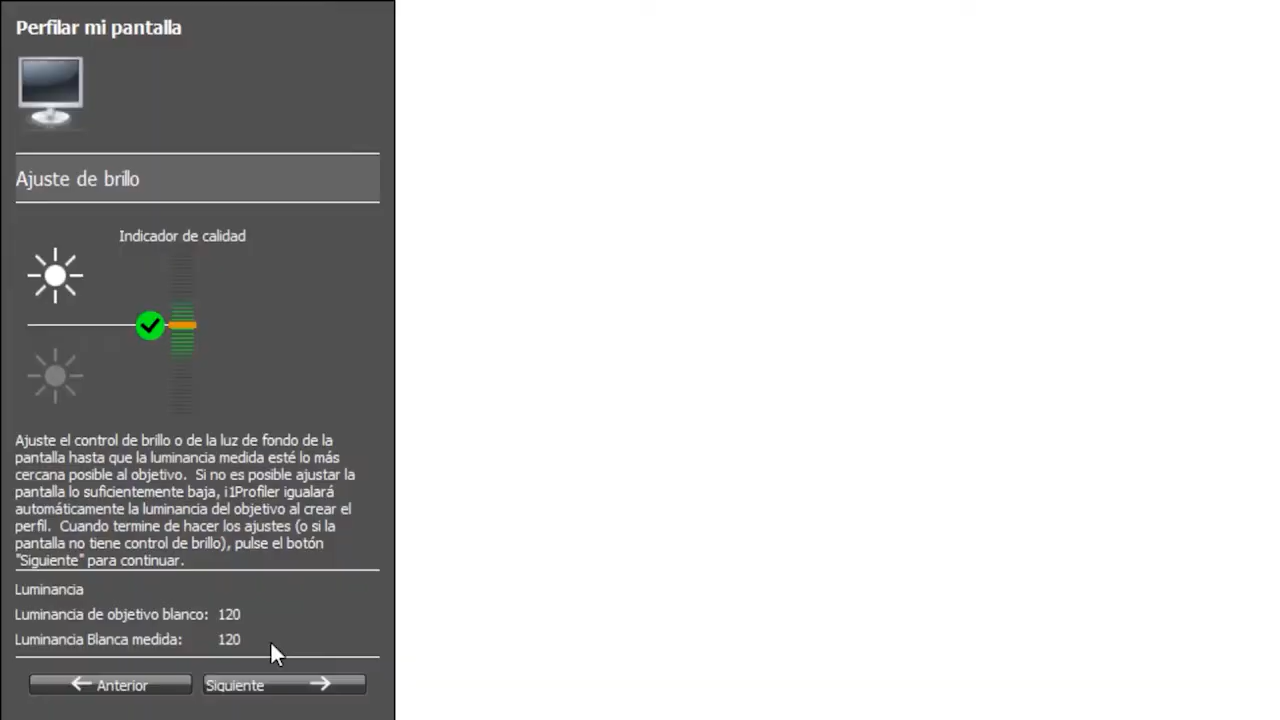 Perfilar mi pantalla
Ajuste de brillo
Indicador de calidad
Ajuste el control de brillo o de la luz de fondo de la
pantalla hasta que la luminancia medida esté lo más
cercana posible al objetivo. Si no es posible ajustar la
pantalla lo suficientemente baja, i1Profiler igualará
automáticamente la luminancia del objetivo al crear el
perfil. Cuando termine de hacer los ajustes (o si la
pantalla no tiene control de brillo), pulse el botón
"Siguiente" para continuar.
Luminancia
Luminancia de objetivo blanco: 120
Luminancia Blanca medida: 120
Anterior Siguiente